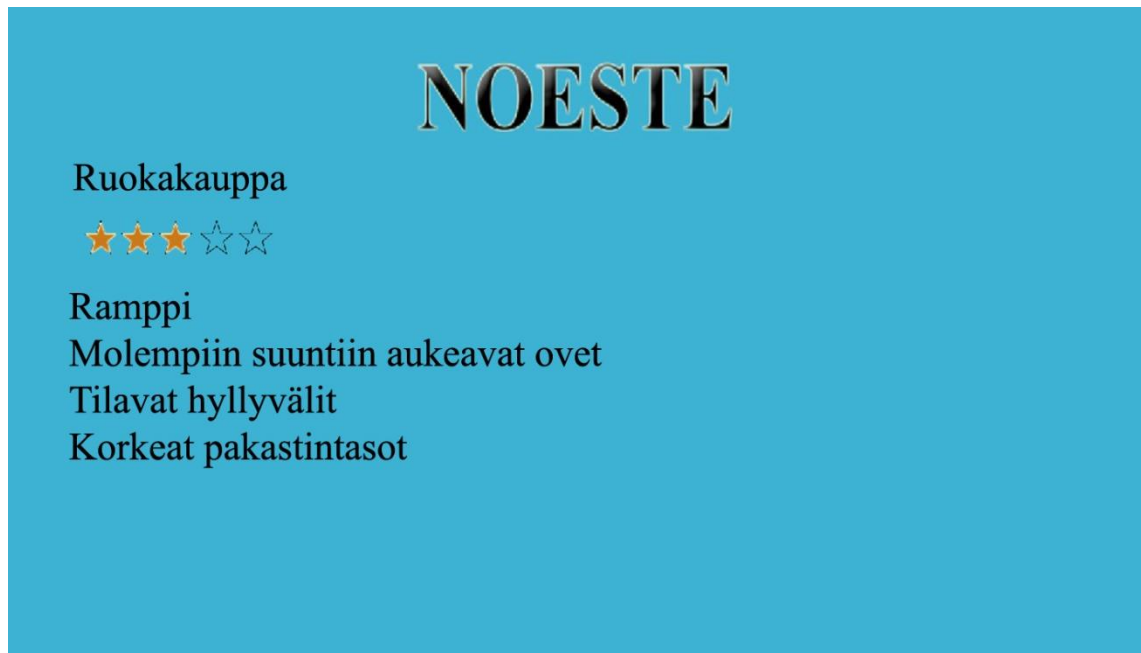 NOESTE
Ruokakauppa
Ramppi
Molempiin suuntiin aukeavat ovet
Tilavat hyllyvälit
Korkeat pakastintasot